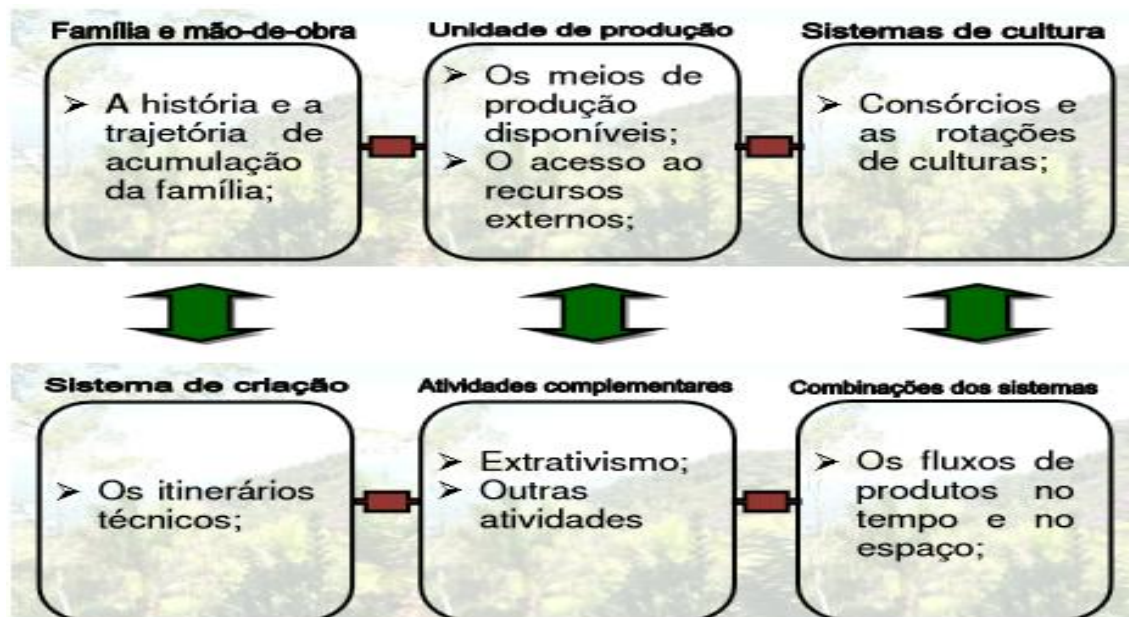 Família e mão-de-obra
➢ A história e a
trajetória de
acumulação
da família;
Unidade de produção
➢ Os meios de
produção
disponíveis;
➢ O acesso ao
recursos
externos;
Sistemas de cultura
➢ Consórcios e
as rotações
de culturas;
Sistema de criação
➢ Os itinerários
técnicos;
Atividades complementares
➢ Extrativismo;
➢ Outras
atividades
Combinações dos sistemas
➢ Os fluxos de
produtos no
tempo e no
espaço;